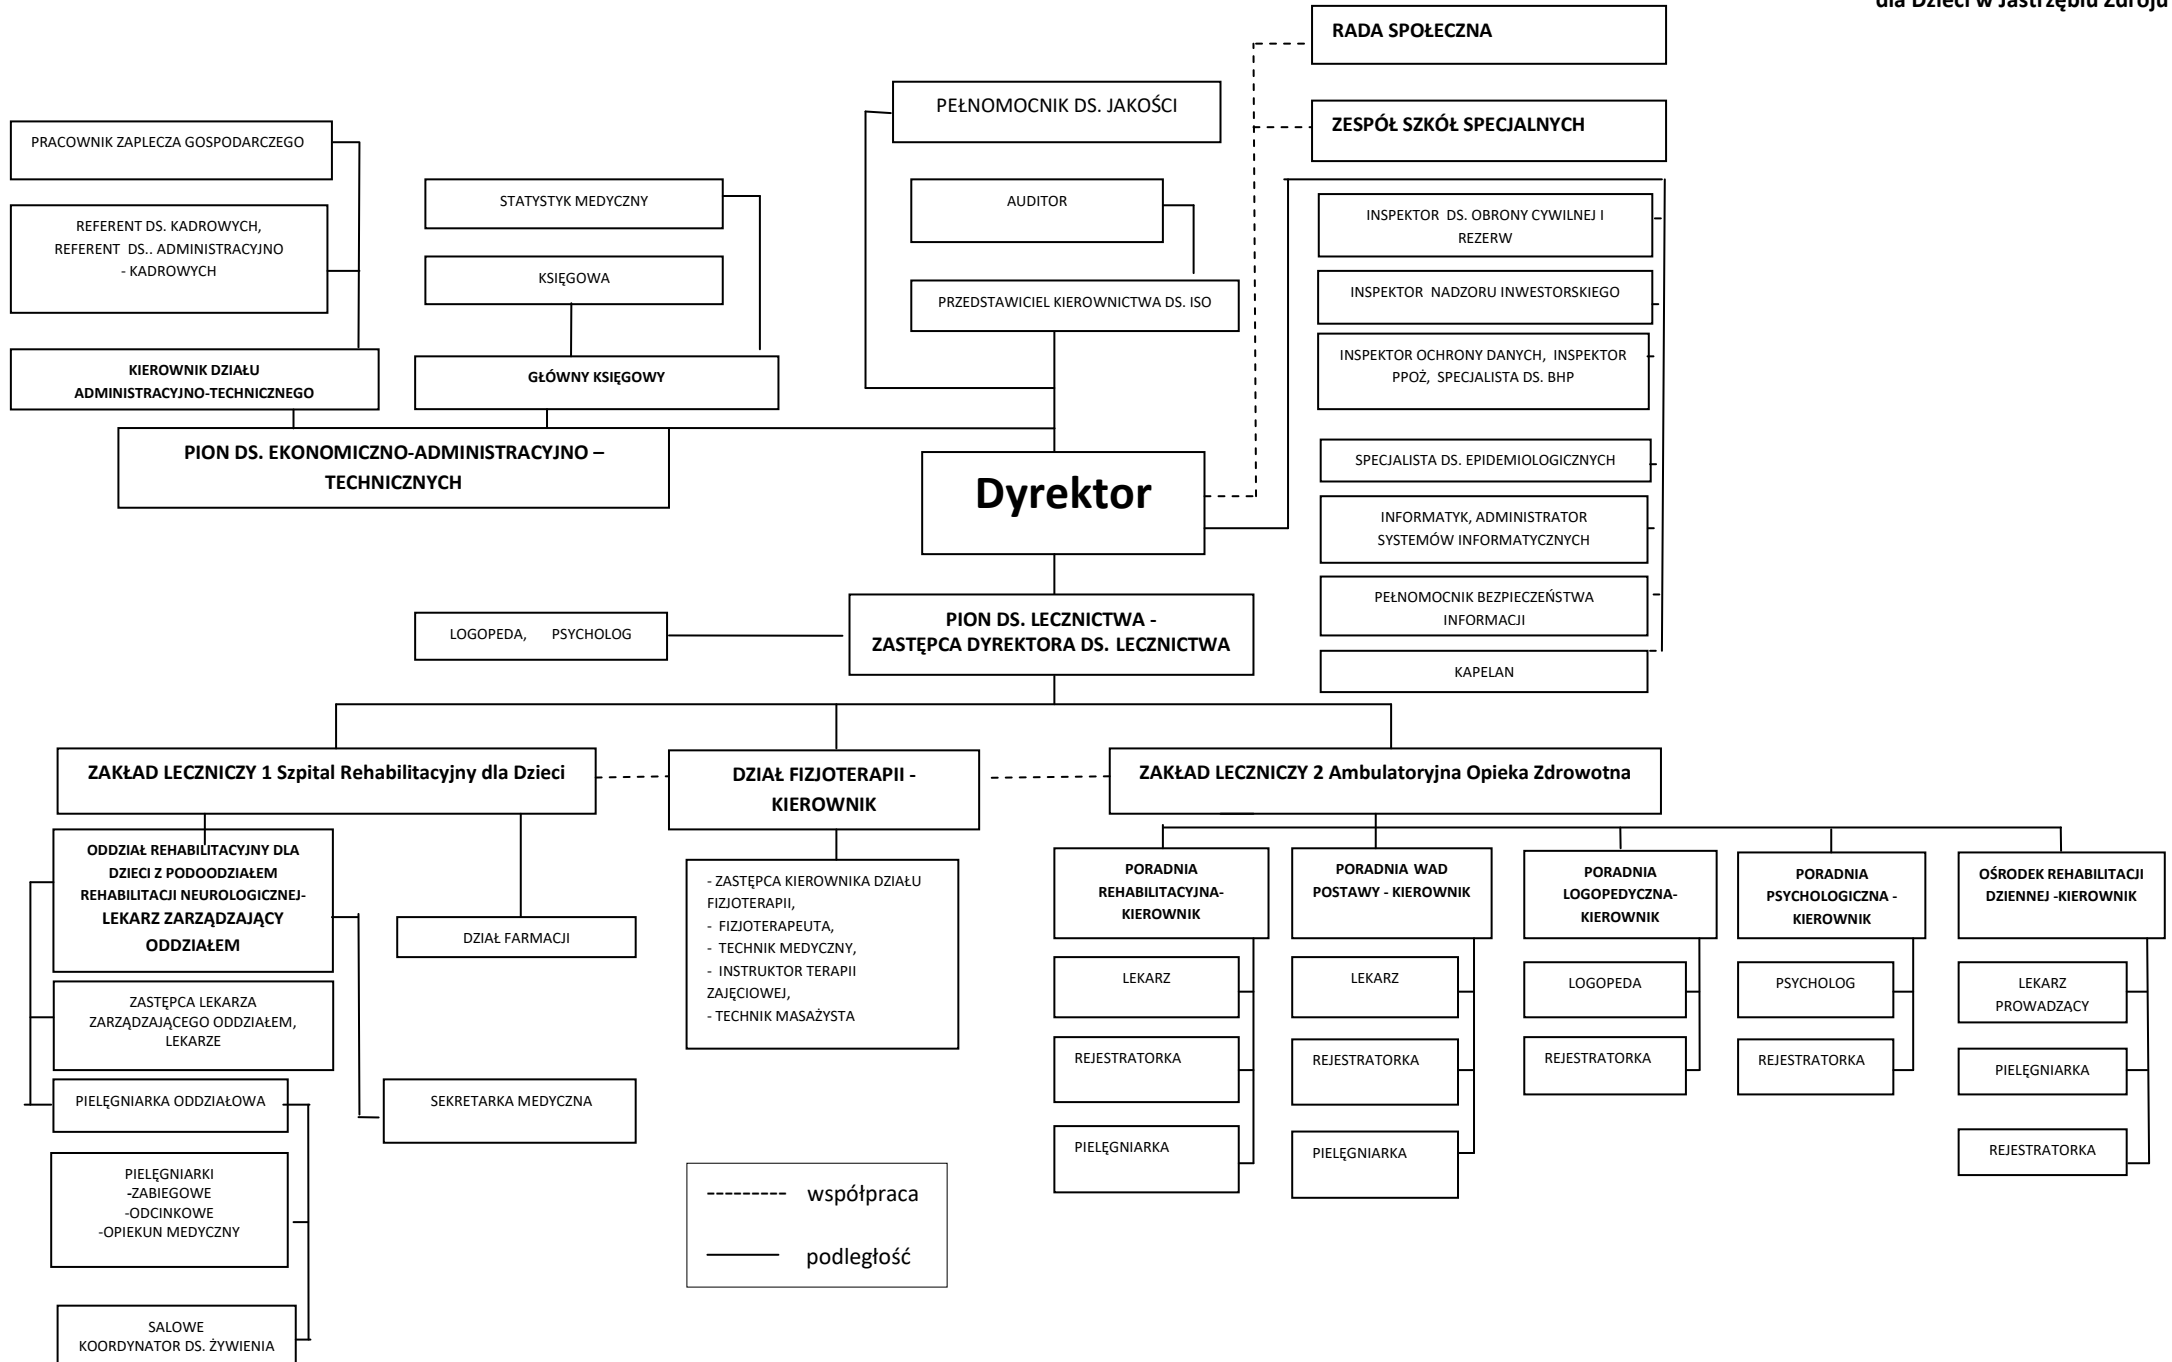 dla Dzieci w Jastrzębiu Zdroju
RADA SPOŁECZNA
PEŁNOMOCNIK DS. JAKOŚCI
ZESPÓŁ SZKÓŁ SPECJALNYCH
PRACOWNIK ZAPLECZA GOSPODARCZEGO
STATYSTYK MEDYCZNY
AUDITOR
INSPEKTOR DS. OBRONY CYWILNEJ I
REZERW
REFERENT DS. KADROWYCH,
REFERENT DS.. ADMINISTRACYJNO
- KADROWYCH
KSIĘGOWA
PRZEDSTAWICIEL KIEROWNICTWA DS. ISO
INSPEKTOR NADZORU INWESTORSKIEGO
KIEROWNIK DZIAŁU
ADMINISTRACYJNO-TECHNICZNEGO
GŁÓWNY KSIĘGOWY
INSPEKTOR OCHRONY DANYCH, INSPEKTOR
PPOŻ, SPECJALISTA DS. BHP
PION DS. EKONOMICZNO-ADMINISTRACYJNO –
TECHNICZNYCH
Dyrektor
SPECJALISTA DS. EPIDEMIOLOGICZNYCH
INFORMATYK, ADMINISTRATOR
SYSTEMÓW INFORMATYCZNYCH
PEŁNOMOCNIK BEZPIECZEŃSTWA
INFORMACJI
KAPELAN
LOGOPEDA, PSYCHOLOG
PION DS. LECZNICTWA -
ZASTĘPCA DYREKTORA DS. LECZNICTWA
ZAKŁAD LECZNICZY 1 Szpital Rehabilitacyjny dla Dzieci
DZIAŁ FIZJOTERAPII -
KIEROWNIK
ZAKŁAD LECZNICZY 2 Ambulatoryjna Opieka Zdrowotna
ODDZIAŁ REHABILITACYJNY DLA
DZIECI Z PODOODZIAŁEM
REHABILITACJI NEUROLOGICZNEJ-
LEKARZ ZARZĄDZAJĄCY
ODDZIAŁEM
DZIAŁ FARMACJI
ZASTĘPCA LEKARZA
ZARZĄDZAJĄCEGO ODDZIAŁEM,
LEKARZE
PIELĘGNIARKA ODDZIAŁOWA
SEKRETARKA MEDYCZNA
PIELĘGNIARKI
-ZABIEGOWE
-ODCINKOWE
-OPIEKUN MEDYCZNY
SALOWE
KOORDYNATOR DS. ŻYWIENIA
- ZASTĘPCA KIEROWNIKA DZIAŁU
FIZJOTERAPII,
- FIZJOTERAPEUTA,
- TECHNIK MEDYCZNY,
- INSTRUKTOR TERAPII
ZAJĘCIOWEJ,
- TECHNIK MASAŻYSTA
współpraca
podległość
PORADNIA
REHABILITACYJNA-
KIEROWNIK
LEKARZ
REJESTRATORKA
PIELĘGNIARKA
PORADNIA WAD
POSTAWY - KIEROWNIK
LEKARZ
REJESTRATORKA
PIELĘGNIARKA
PORADNIA
LOGOPEDYCZNA-
KIEROWNIK
LOGOPEDA
REJESTRATORKA
PORADNIA
PSYCHOLOGICZNA -
KIEROWNIK
PSYCHOLOG
REJESTRATORKA
OŚRODEK REHABILITACJI
DZIENNEJ -KIEROWNIK
LEKARZ
PROWADZĄCY
PIELĘGNIARKA
REJESTRATORKA